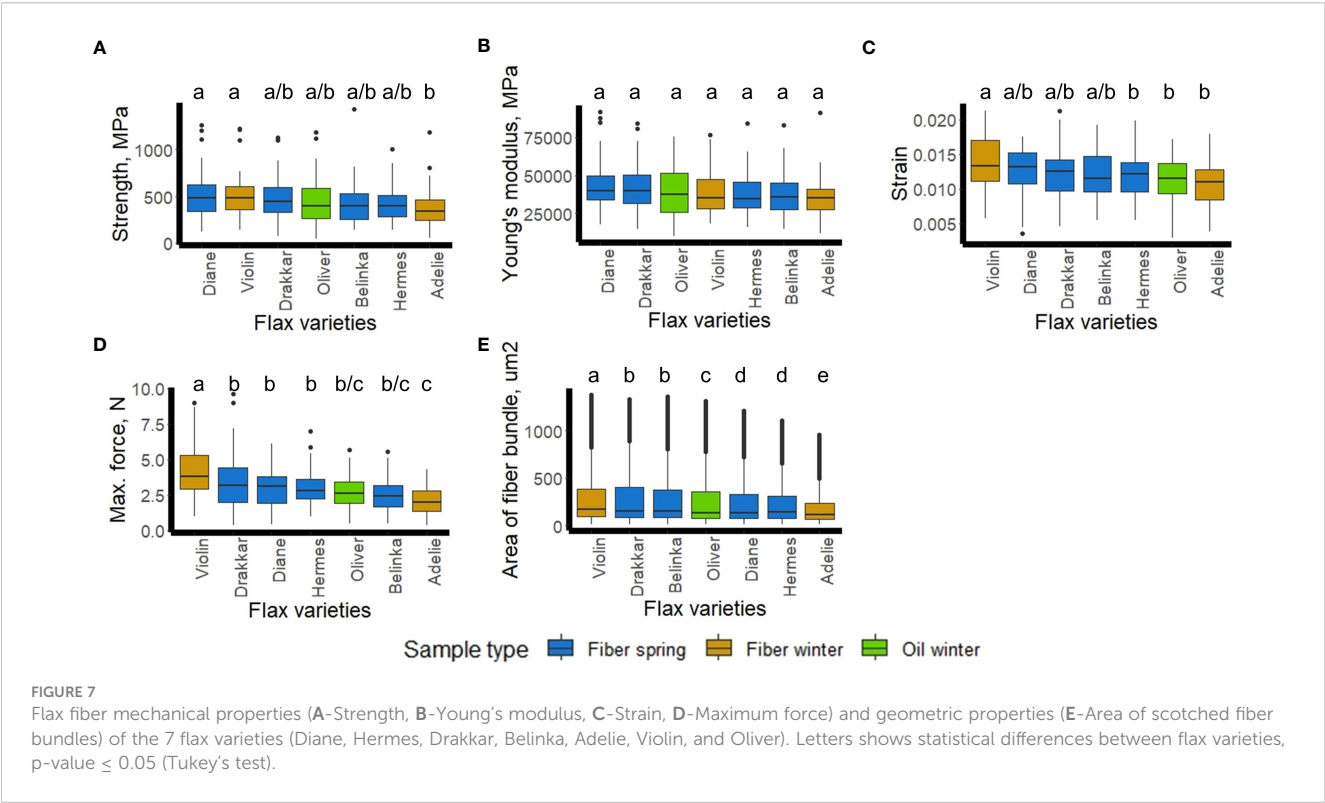 A
B
C
a a a/b a/b a/b a/b b
a a a a a a a
a a/b a/b a/b b b b
Strength, MPa
1000
500
0
Diane Violin Drakkar Oliver Belinka Hermes Adelie
Flax varieties
Young's modulus, MPa
75000
50000
25000
Diane Drakkar Oliver Violin Hermes Belinka Adelie
Flax varieties
Strain
0.020
0.015
0.010
0.005
Violin Diane Drakkar Belinka Hermes Oliver Adelie
Flax varieties
D
E
a b b b b/c b/c c
a b b c d d e
Max. force, N
10.0
7.5
5.0
2.5
0.0
Violin Drakkar Diane Hermes Oliver Belinka Adelie
Flax varieties
Area of fiber bundle, um2
1000
500
0
Violin Drakkar Belinka Oliver Diane Hermes Adelie
Flax varieties
Sample type Fiber spring Fiber winter Oil winter
FIGURE 7
Flax fiber mechanical properties (A-Strength, B-Young's modulus, C-Strain, D-Maximum force) and geometric properties (E-Area of scotched fiber
bundles) of the 7 flax varieties (Diane, Hermes, Drakkar, Belinka, Adelie, Violin, and Oliver). Letters shows statistical differences between flax varieties,
p-value ≤ 0.05 (Tukey's test).